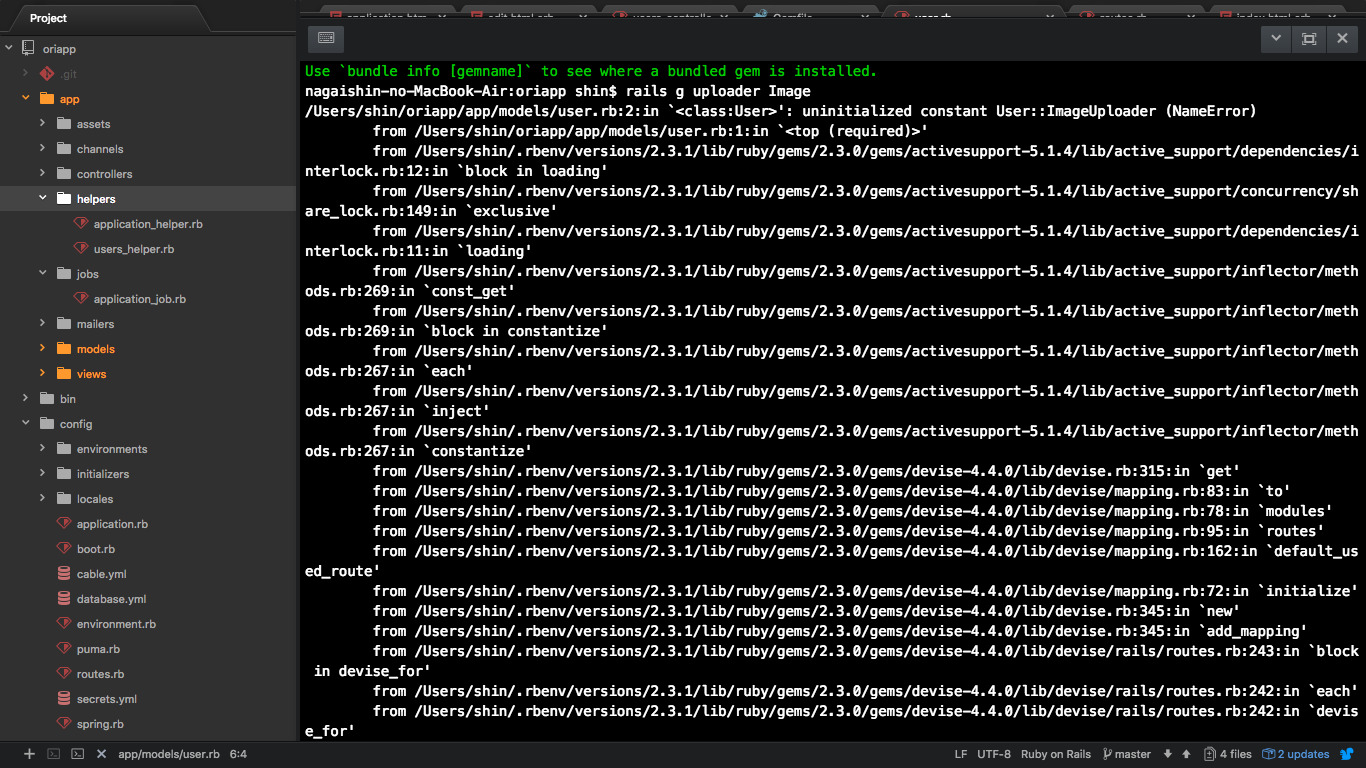 Project
application.htm
edit.html.erb
users_controlle
Gemfile
user.rb
routes.rb
index.html.erb
oriapp
.git
app
assets
channels
controllers
helpers
application_helper.rb
users_helper.rb
jobs
application_job.rb
mailers
models
views
bin
config
environments
initializers
locales
application.rb
boot.rb
cable.yml
database.yml
environment.rb
puma.rb
routes.rb
secrets.yml
spring.rb
Use `bundle info [gemname]` to see where a bundled gem is installed.
nagaishin-no-MacBook-Air:oriapp shin$ rails g uploader Image
/Users/shin/oriapp/app/models/user.rb:2:in `<class:User>': uninitialized constant User::ImageUploader (NameError)
from /Users/shin/oriapp/app/models/user.rb:1:in `<top (required)>'
from /Users/shin/.rbenv/versions/2.3.1/lib/ruby/gems/2.3.0/gems/activesupport-5.1.4/lib/active_support/dependencies/i
nterlock.rb:12:in `block in loading'
from /Users/shin/.rbenv/versions/2.3.1/lib/ruby/gems/2.3.0/gems/activesupport-5.1.4/lib/active_support/concurrency/sh
are_lock.rb:149:in `exclusive'
from /Users/shin/.rbenv/versions/2.3.1/lib/ruby/gems/2.3.0/gems/activesupport-5.1.4/lib/active_support/dependencies/i
nterlock.rb:11:in `loading'
from /Users/shin/.rbenv/versions/2.3.1/lib/ruby/gems/2.3.0/gems/activesupport-5.1.4/lib/active_support/inflector/meth
ods.rb:269:in `const_get'
from /Users/shin/.rbenv/versions/2.3.1/lib/ruby/gems/2.3.0/gems/activesupport-5.1.4/lib/active_support/inflector/meth
ods.rb:269:in `block in constantize'
from /Users/shin/.rbenv/versions/2.3.1/lib/ruby/gems/2.3.0/gems/activesupport-5.1.4/lib/active_support/inflector/meth
ods.rb:267:in `each'
from /Users/shin/.rbenv/versions/2.3.1/lib/ruby/gems/2.3.0/gems/activesupport-5.1.4/lib/active_support/inflector/meth
ods.rb:267:in `inject'
from /Users/shin/.rbenv/versions/2.3.1/lib/ruby/gems/2.3.0/gems/activesupport-5.1.4/lib/active_support/inflector/meth
ods.rb:267:in `constantize'
from /Users/shin/.rbenv/versions/2.3.1/lib/ruby/gems/2.3.0/gems/devise-4.4.0/lib/devise.rb:315:in `get'
from /Users/shin/.rbenv/versions/2.3.1/lib/ruby/gems/2.3.0/gems/devise-4.4.0/lib/devise/mapping.rb:83:in `to'
from /Users/shin/.rbenv/versions/2.3.1/lib/ruby/gems/2.3.0/gems/devise-4.4.0/lib/devise/mapping.rb:78:in `modules'
from /Users/shin/.rbenv/versions/2.3.1/lib/ruby/gems/2.3.0/gems/devise-4.4.0/lib/devise/mapping.rb:95:in `routes'
from /Users/shin/.rbenv/versions/2.3.1/lib/ruby/gems/2.3.0/gems/devise-4.4.0/lib/devise/mapping.rb:162:in `default_us
ed_route'
from /Users/shin/.rbenv/versions/2.3.1/lib/ruby/gems/2.3.0/gems/devise-4.4.0/lib/devise/mapping.rb:72:in `initialize'
from /Users/shin/.rbenv/versions/2.3.1/lib/ruby/gems/2.3.0/gems/devise-4.4.0/lib/devise.rb:345:in `new'
from /Users/shin/.rbenv/versions/2.3.1/lib/ruby/gems/2.3.0/gems/devise-4.4.0/lib/devise.rb:345:in `add_mapping'
from /Users/shin/.rbenv/versions/2.3.1/lib/ruby/gems/2.3.0/gems/devise-4.4.0/lib/devise/rails/routes.rb:243:in `block
in devise_for'
from /Users/shin/.rbenv/versions/2.3.1/lib/ruby/gems/2.3.0/gems/devise-4.4.0/lib/devise/rails/routes.rb:242:in `each'
from /Users/shin/.rbenv/versions/2.3.1/lib/ruby/gems/2.3.0/gems/devise-4.4.0/lib/devise/rails/routes.rb:242:in `devis
e_for'
app/models/user.rb 6:4
LF UTF-8 Ruby on Rails master 4 files 2 updates